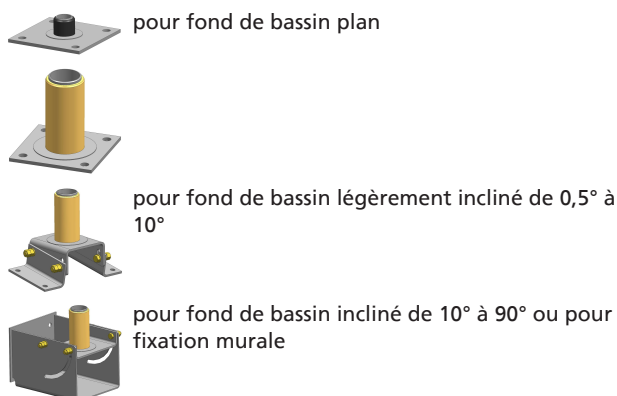 pour fond de bassin plan
pour fond de bassin légèrement incliné de 0,5° à
10°
pour fond de bassin incliné de 10° à 90° ou pour
fixation murale